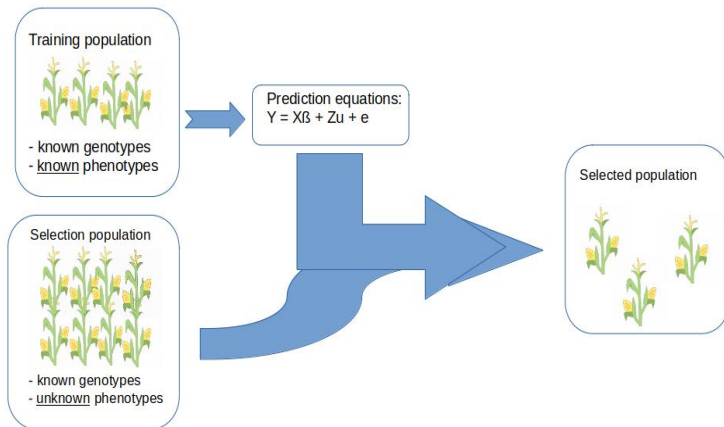 Training population
- known genotypes
- known phenotypes
Prediction equations:
Y = Xß + Zu + e
Selection population
- known genotypes
- unknown phenotypes
Selected population